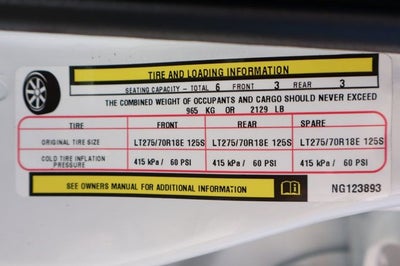 TIRE AND LOADING INFORMATION
SEATING CAPACITY - TOTAL 6 FRONT 3 REAR 3
THE COMBINED WEIGHT OF OCCUPANTS AND CARGO SHOULD NEVER EXCEED
965 KG OR 2129 LB
TIRE FRONT REAR SPARE
ORIGINAL TIRE SIZE LT275/70R18E 125S LT275/70R18E 125S LT275/70R18E 125S
COLD TIRE INFLATION
PRESSURE 415 kPa / 60 PSI 415 kPa / 60 PSI 415 kPa / 60 PSI
SEE OWNERS MANUAL FOR ADDITIONAL INFORMATION NG123893